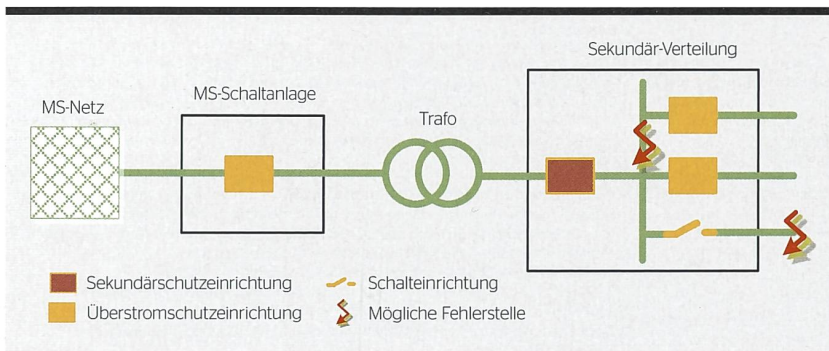 Sekundär-Verteilung
MS-Netz
MS-Schaltanlage
Trafo
Sekundärschutzeinrichtung
Schalteinrichtung
Überstromschutzeinrichtung
Mögliche Fehlerstelle